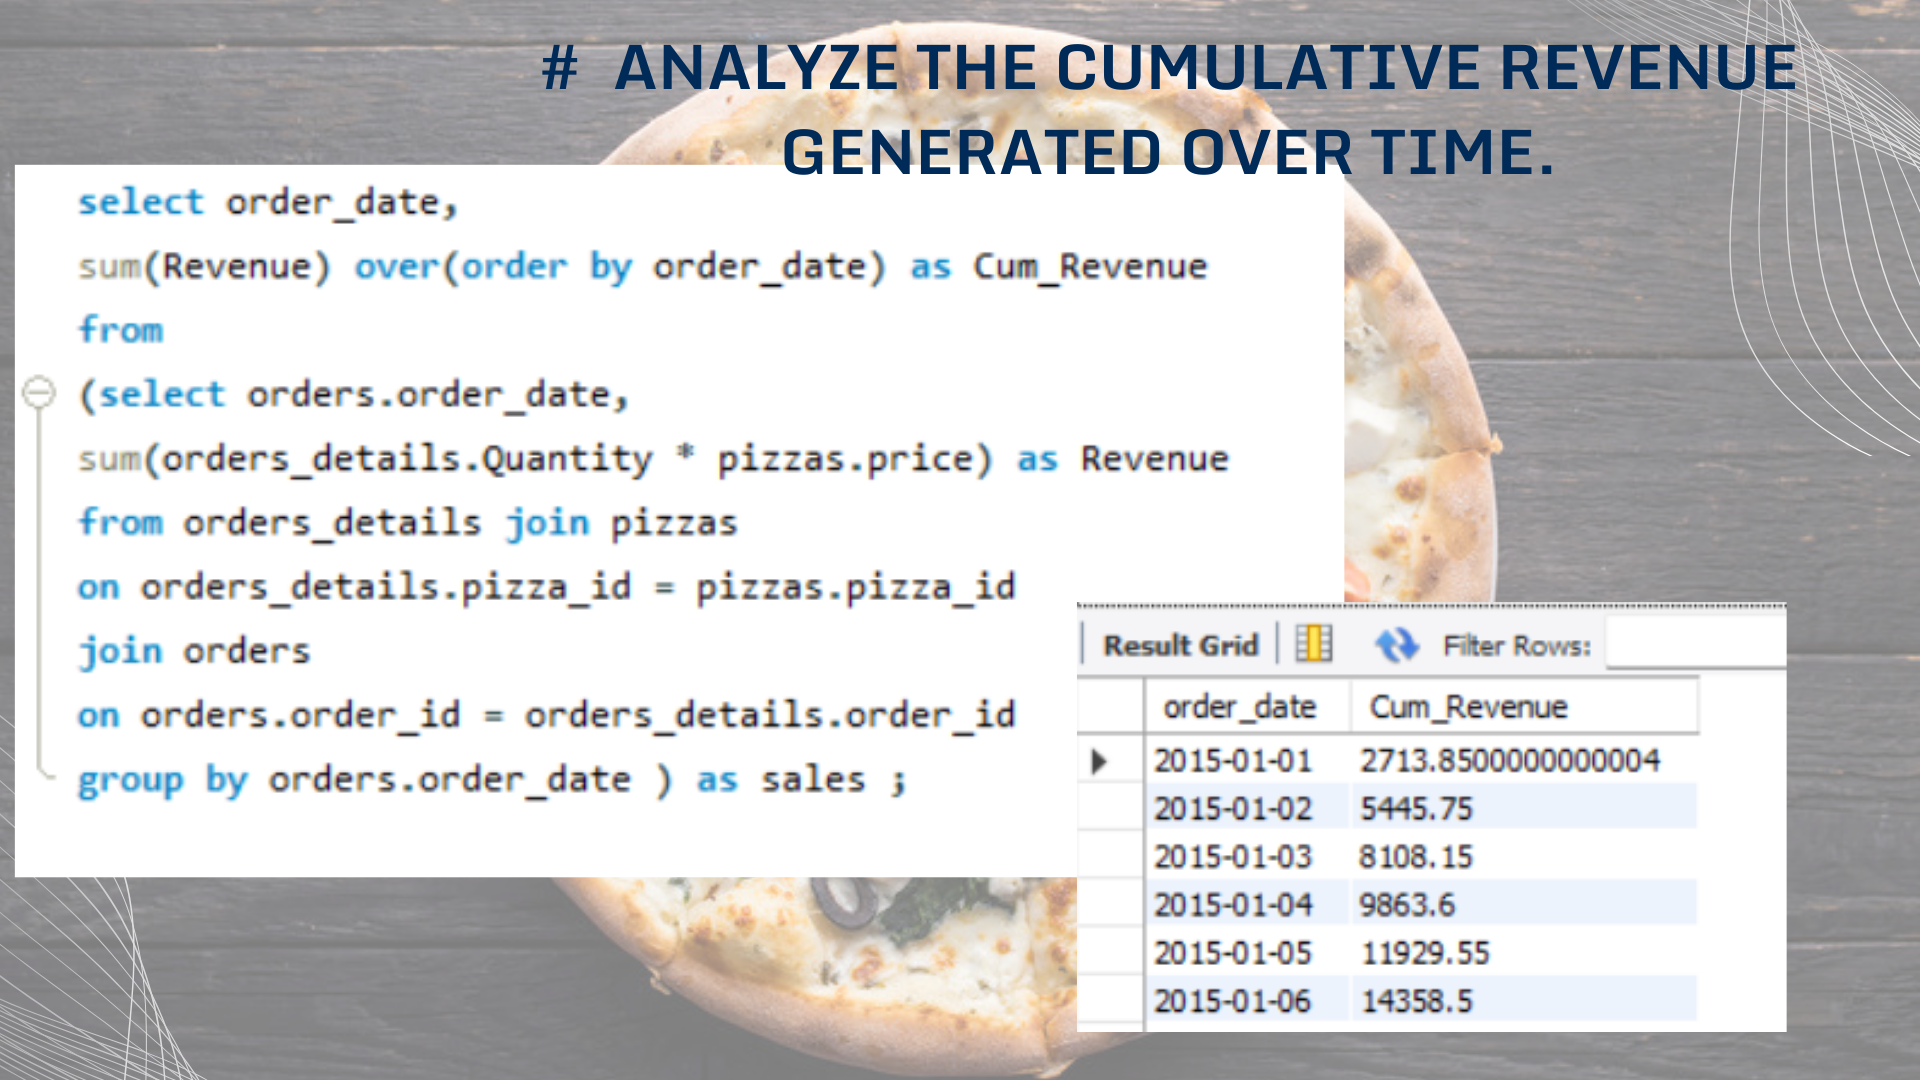 # ANALYZE THE CUMULATIVE REVENUE
GENERATED OVER TIME.
select order_date,
sum(Revenue) over(order by order_date) as Cum_Revenue
from
(select orders.order_date,
sum(orders_details.Quantity * pizzas.price) as Revenue
from orders_details join pizzas
on orders_details.pizza_id = pizzas.pizza_id
join orders
on orders.order_id = orders_details.order_id
group by orders.order_date ) as sales ;
Result Grid Filter Rows:
order_date Cum_Revenue
2015-01-01 2713.8500000000004
2015-01-02 5445.75
2015-01-03 8108.15
2015-01-04 9863.6
2015-01-05 11929.55
2015-01-06 14358.5